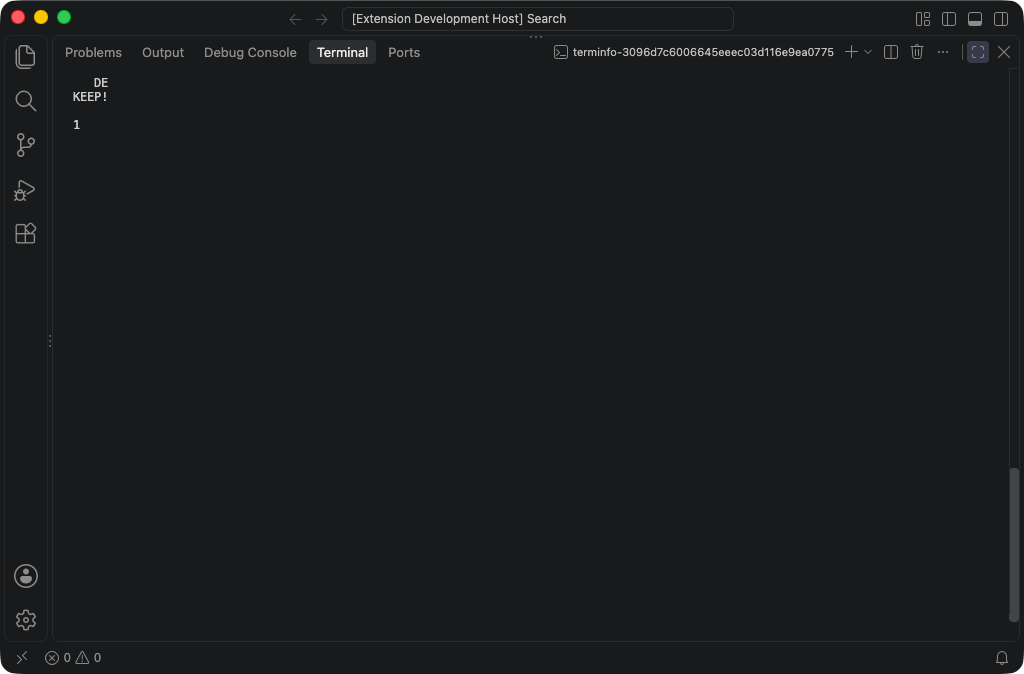 [Extension Development Host] Search
Problems Output Debug Console Terminal Ports
terminfo-3096d7c6006645eeec03d116e9ea0775
DE
KEEP!
1
0 0